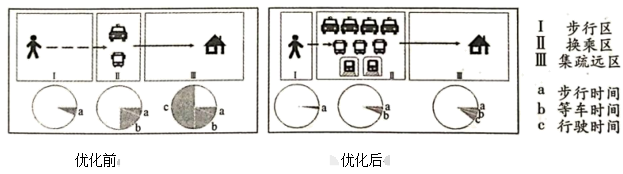 Ⅰ Ⅱ Ⅲ
a a b c a b
优化前
Ⅰ Ⅱ Ⅲ
a a b a b c
优化后
Ⅰ 步行区
Ⅱ 换乘区
Ⅲ 集疏远区
a 步行时间
b 等车时间
c 行驶时间